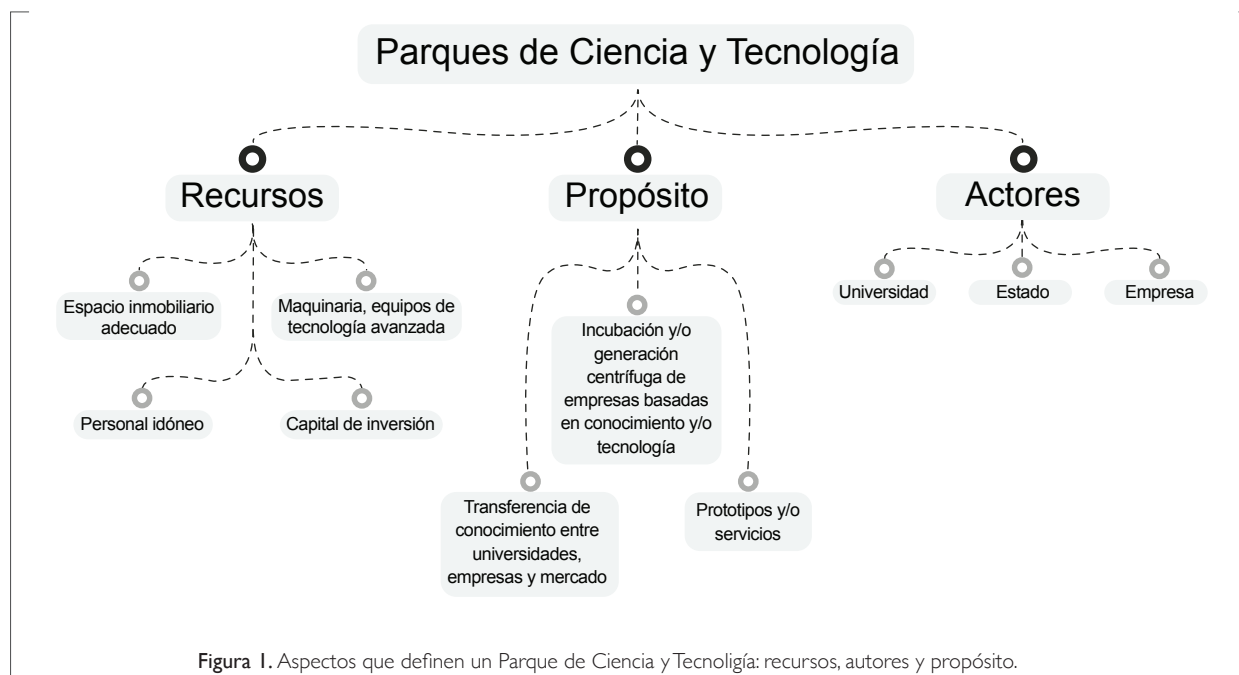 Parques de Ciencia y Tecnología
Recursos
Propósito
Actores
Espacio inmobiliario
adecuado
Maquinaria, equipos de
tecnología avanzada
Personal idóneo
Capital de inversión
Incubación y/o
generación
centrífuga de
empresas basadas
en conocimiento y/o
tecnología
Transferencia de
conocimiento entre
universidades,
empresas y mercado
Prototipos y/o
servicios
Universidad
Estado
Empresa
Figura 1. Aspectos que definen un Parque de Ciencia y Tecnoligía: recursos, autores y propósito.